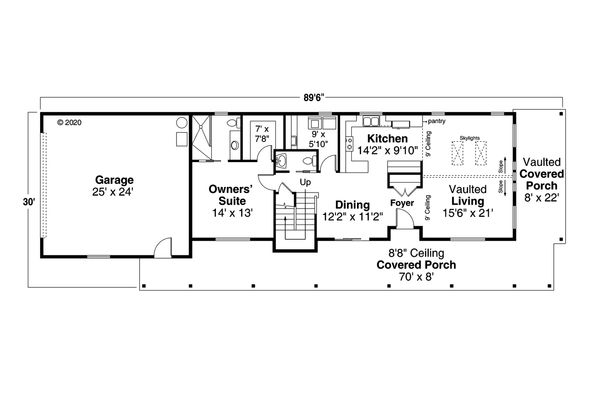 89'6"
© 2020
7' x
7'8"
9' x
5'10"
Kitchen
14'2" x 9'10"
pantry
9' Ceiling
Skylights
Slope
Slope
Vaulted
Covered
Porch
8' x 22'
Garage
25' x 24'
30'
Owners'
Suite
14' x 13'
Up
Dining
12'2" x 11'2"
Foyer
9' Ceiling
Vaulted
Living
15'6" x 21'
8'8" Ceiling
Covered Porch
70' x 8'